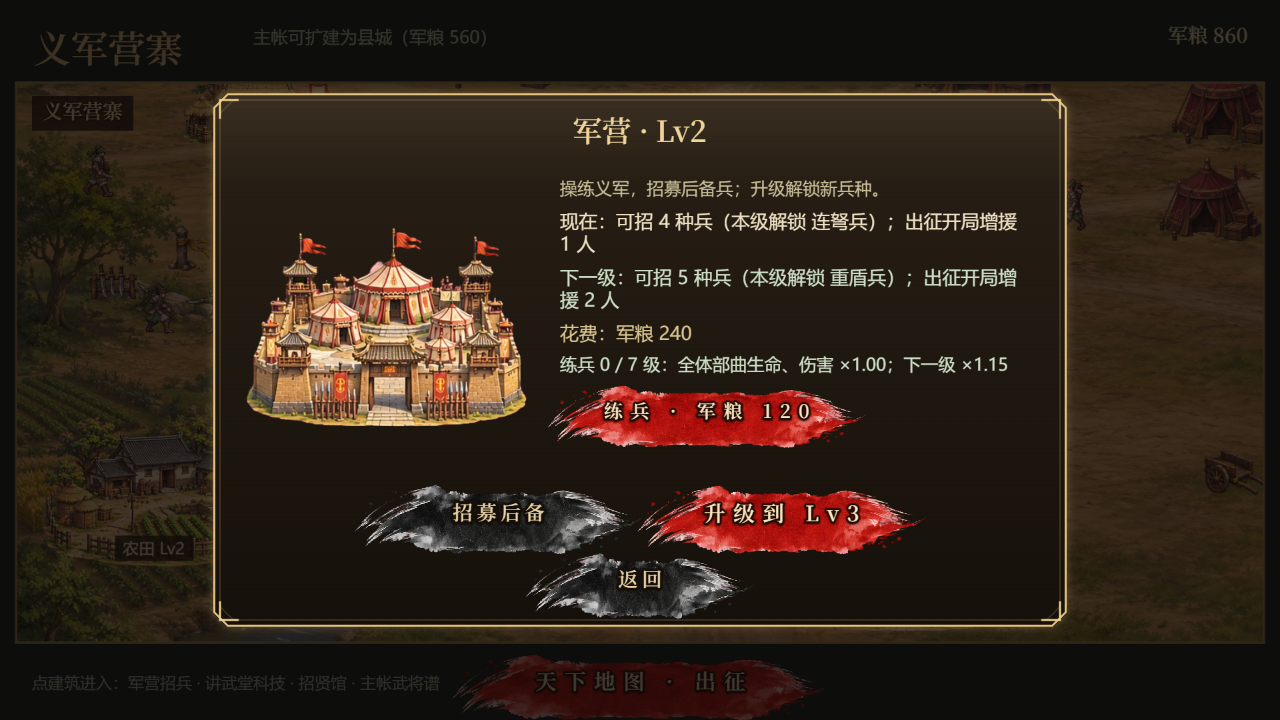 义军营寨
主帐可扩建为县城（军粮 560）
军粮 860
义军营寨
军营 · Lv2
操练义军，招募后备兵；升级解锁新兵种。
现在：可招 4 种兵（本级解锁 连弩兵）；出征开局增援
1 人
下一级：可招 5 种兵（本级解锁 重盾兵）；出征开局增
援 2 人
花费：军粮 240
练兵 0 / 7 级：全体部曲生命、伤害 ×1.00；下一级 ×1.15
练兵 · 军粮 120
招募后备
升级到 Lv3
返回
农田 Lv2
点建筑进入：军营招兵 · 讲武堂科技 · 招贤馆 · 主帐武将谱
天下地图 · 出征